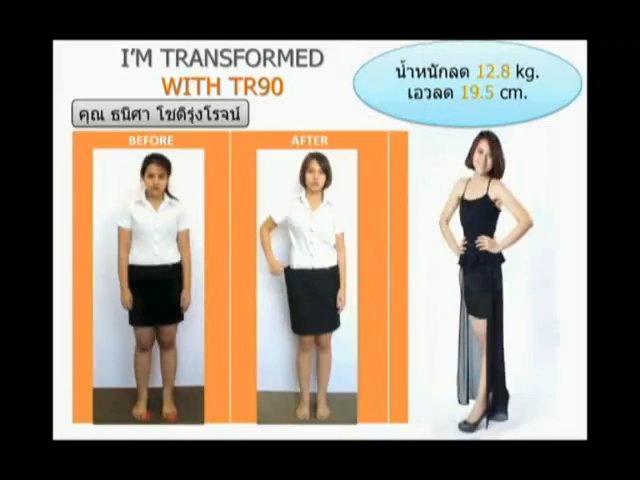 I'M TRANSFORMED
WITH TR90
น้ำหนักลด 12.8 kg.
เอวลด 19.5 cm.
คุณ ธนิศา โชติรุ่งโรจน์
BEFORE
AFTER